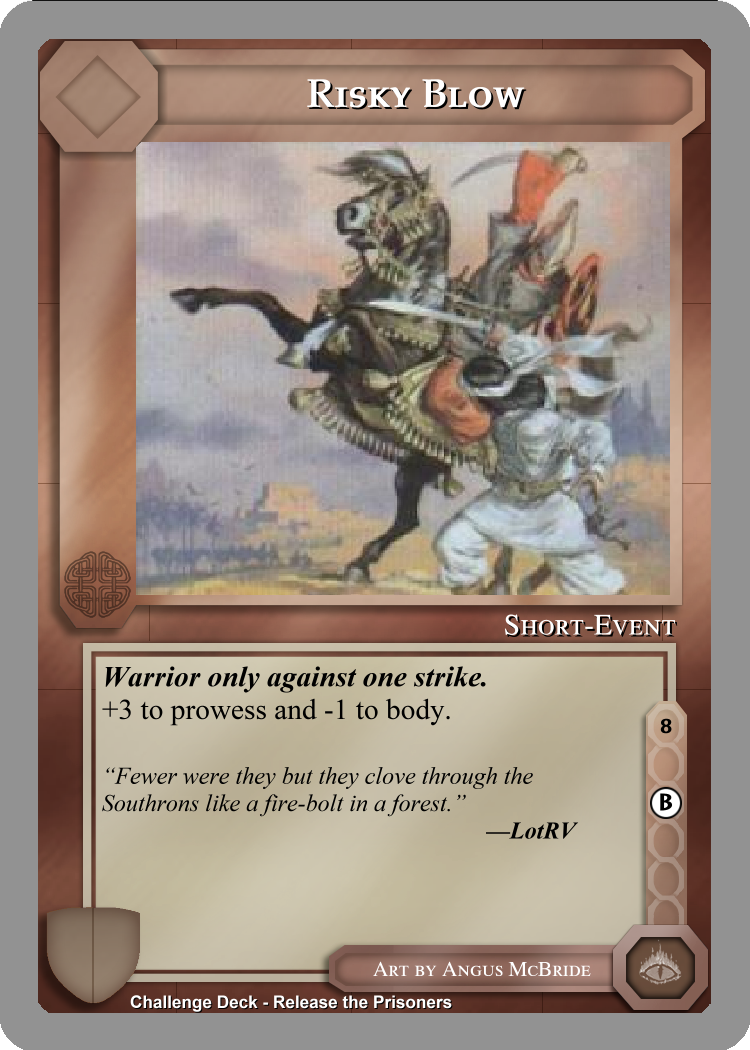 Risky Blow
Short-Event
Warrior only against one strike.
+3 to prowess and -1 to body.
8
“Fewer were they but they clove through the
B
Southrons like a fire-bolt in a forest.”
—LotRV
Art by Angus McBride
Challenge Deck - Release the Prisoners